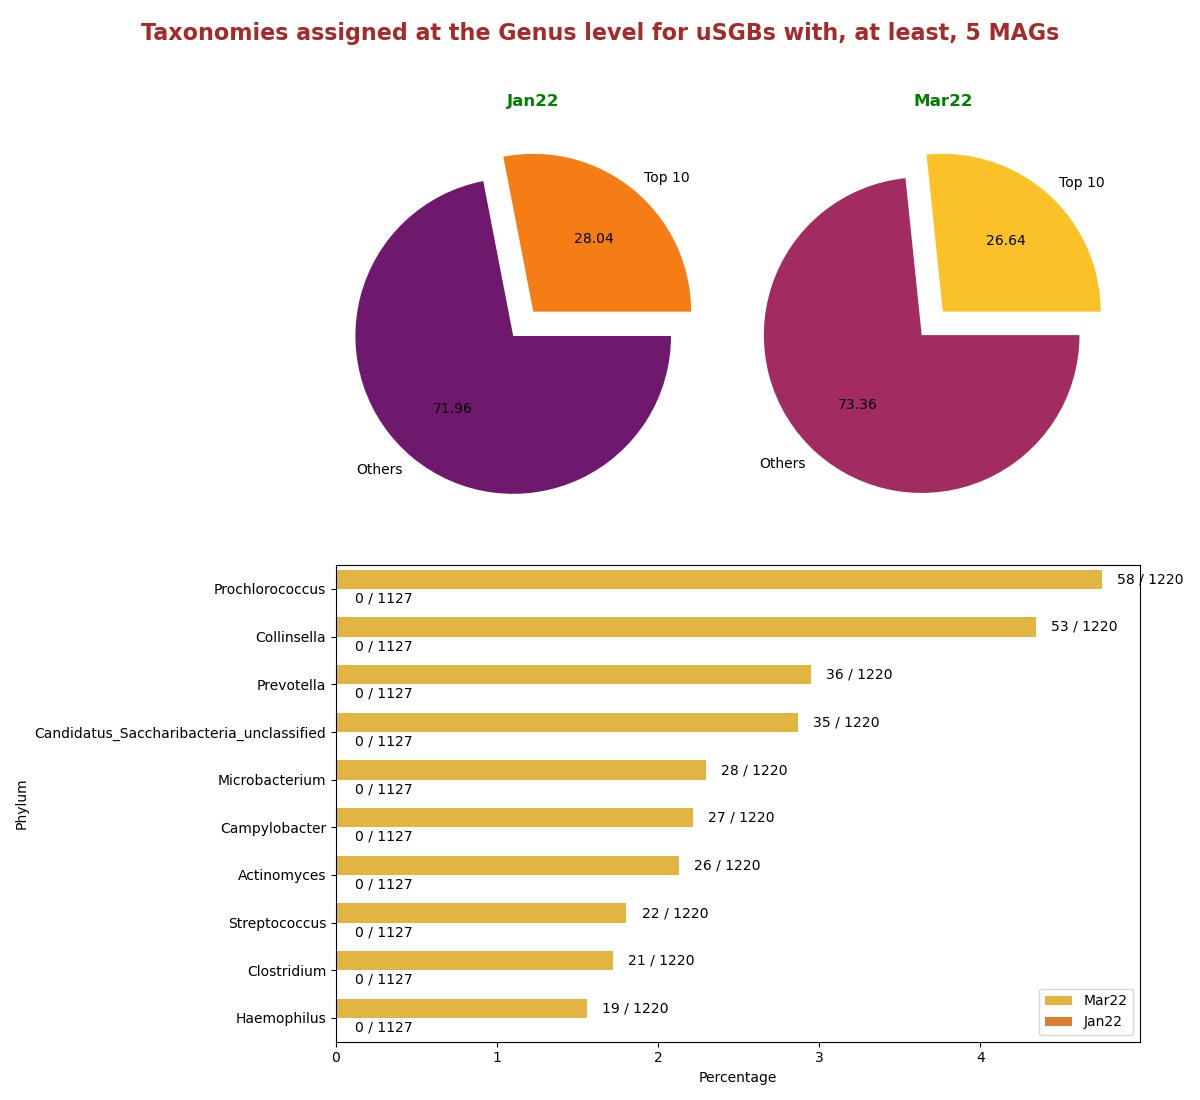 Taxonomies assigned at the Genus level for uSGBs with, at least, 5 MAGs
Jan22
Mar22
Top 10
28.04
71.96
Others
Top 10
26.64
73.36
Others
Phylum
Prochlorococcus
58 / 1220
0 / 1127
Collinsella
53 / 1220
0 / 1127
Prevotella
36 / 1220
0 / 1127
Candidatus_Saccharibacteria_unclassified
35 / 1220
0 / 1127
Microbacterium
28 / 1220
0 / 1127
Campylobacter
27 / 1220
0 / 1127
Actinomyces
26 / 1220
0 / 1127
Streptococcus
22 / 1220
0 / 1127
Clostridium
21 / 1220
0 / 1127
Haemophilus
19 / 1220
0 / 1127
Mar22
Jan22
0 1 2 3 4
Percentage